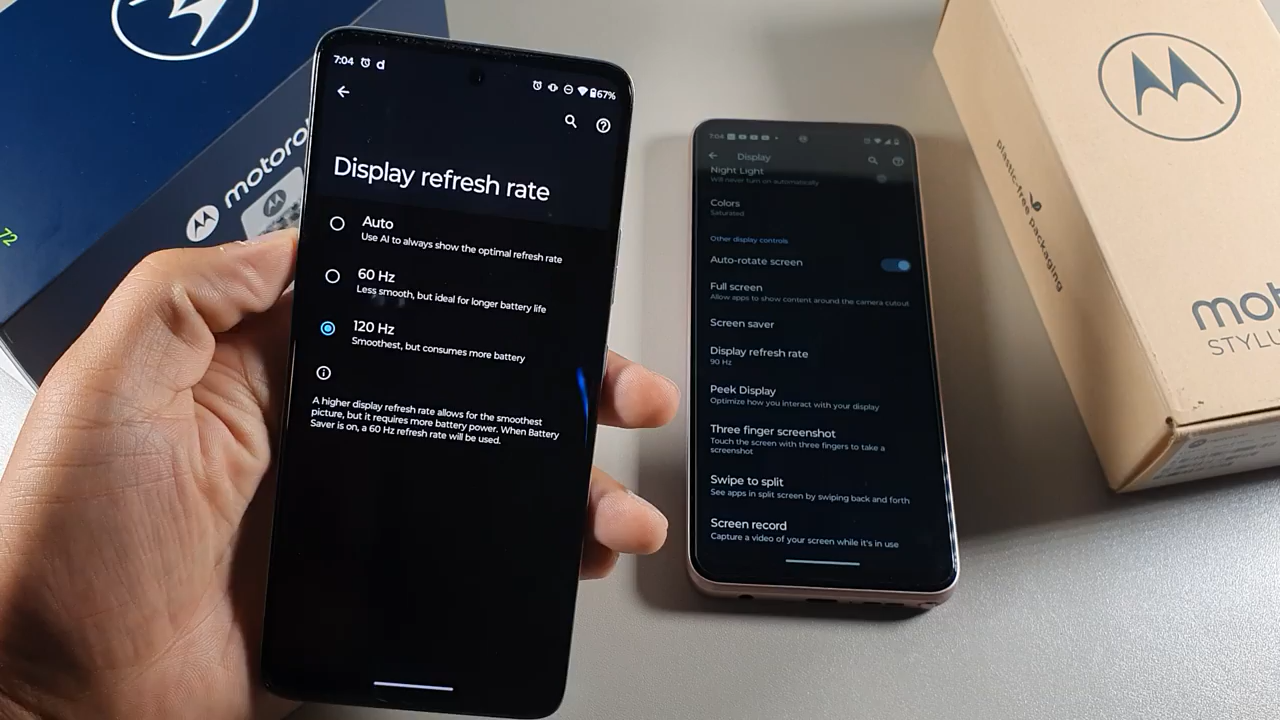 motoro
72
7:04
67%
Display refresh rate
Auto
Use AI to always show the optimal refresh rate
60 Hz
Less smooth, but ideal for longer battery life
120 Hz
Smoothest, but consumes more battery
A higher display refresh rate allows for the smoothest
picture, but it requires more battery power. When Battery
Saver is on, a 60 Hz refresh rate will be used.
7:04
Display
Night Light
Will never turn on automatically
Colors
Saturated
Other display controls
Auto-rotate screen
Full screen
Allow apps to show content around the camera cutout
Screen saver
Display refresh rate
90 Hz
Peek Display
Optimize how you interact with your display
Three finger screenshot
Touch the screen with three fingers to take a
screenshot
Swipe to split
See apps in split screen by swiping back and forth
Screen record
Capture a video of your screen while it's in use
plastic-free packaging
mot
STYLU